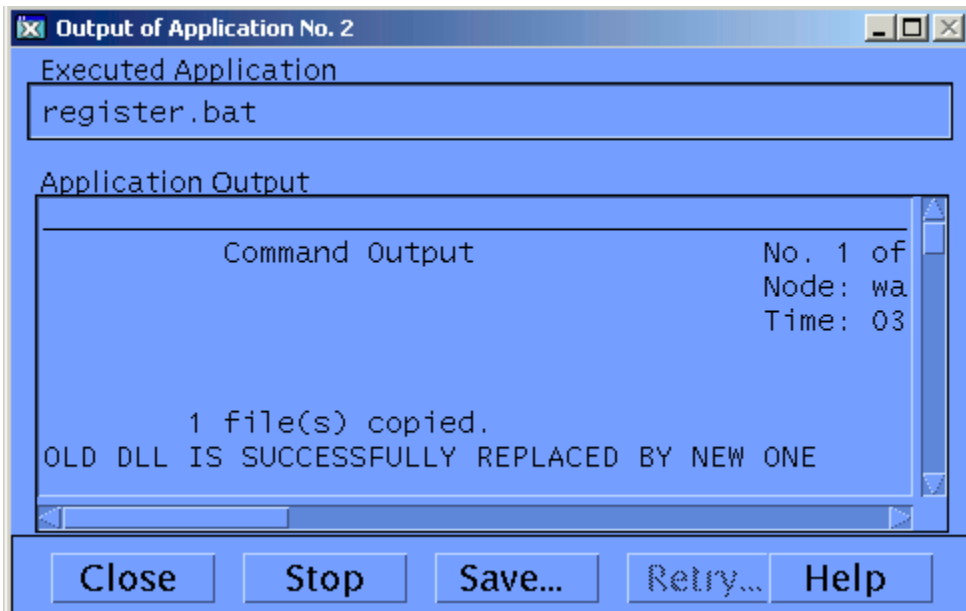 Output of Application No. 2
Executed Application
register.bat
Application Output
Command Output No. 1 of
Node: wa
Time: 03
1 file(s) copied.
OLD DLL IS SUCCESSFULLY REPLACED BY NEW ONE
Close Stop Save... Retry... Help